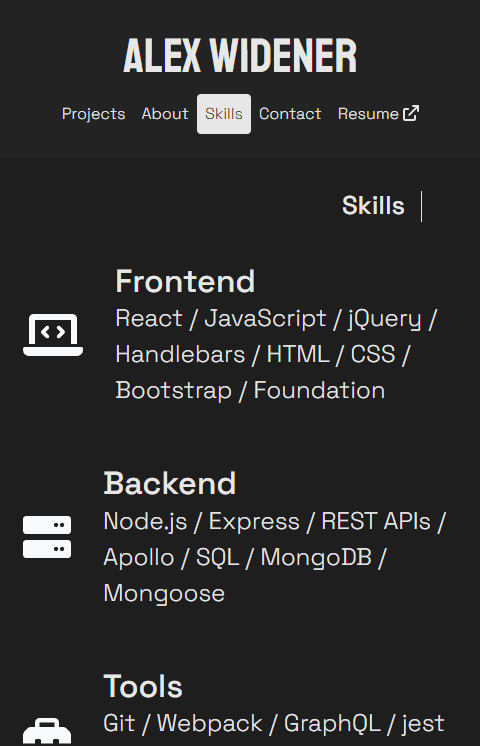 ALEX WIDENER
Projects About Skills Contact Resume
Skills
Frontend
React / JavaScript / jQuery /
Handlebars / HTML / CSS /
Bootstrap / Foundation
Backend
Node.js / Express / REST APIs /
Apollo / SQL / MongoDB /
Mongoose
Tools
Git / Webpack / GraphQL / jest